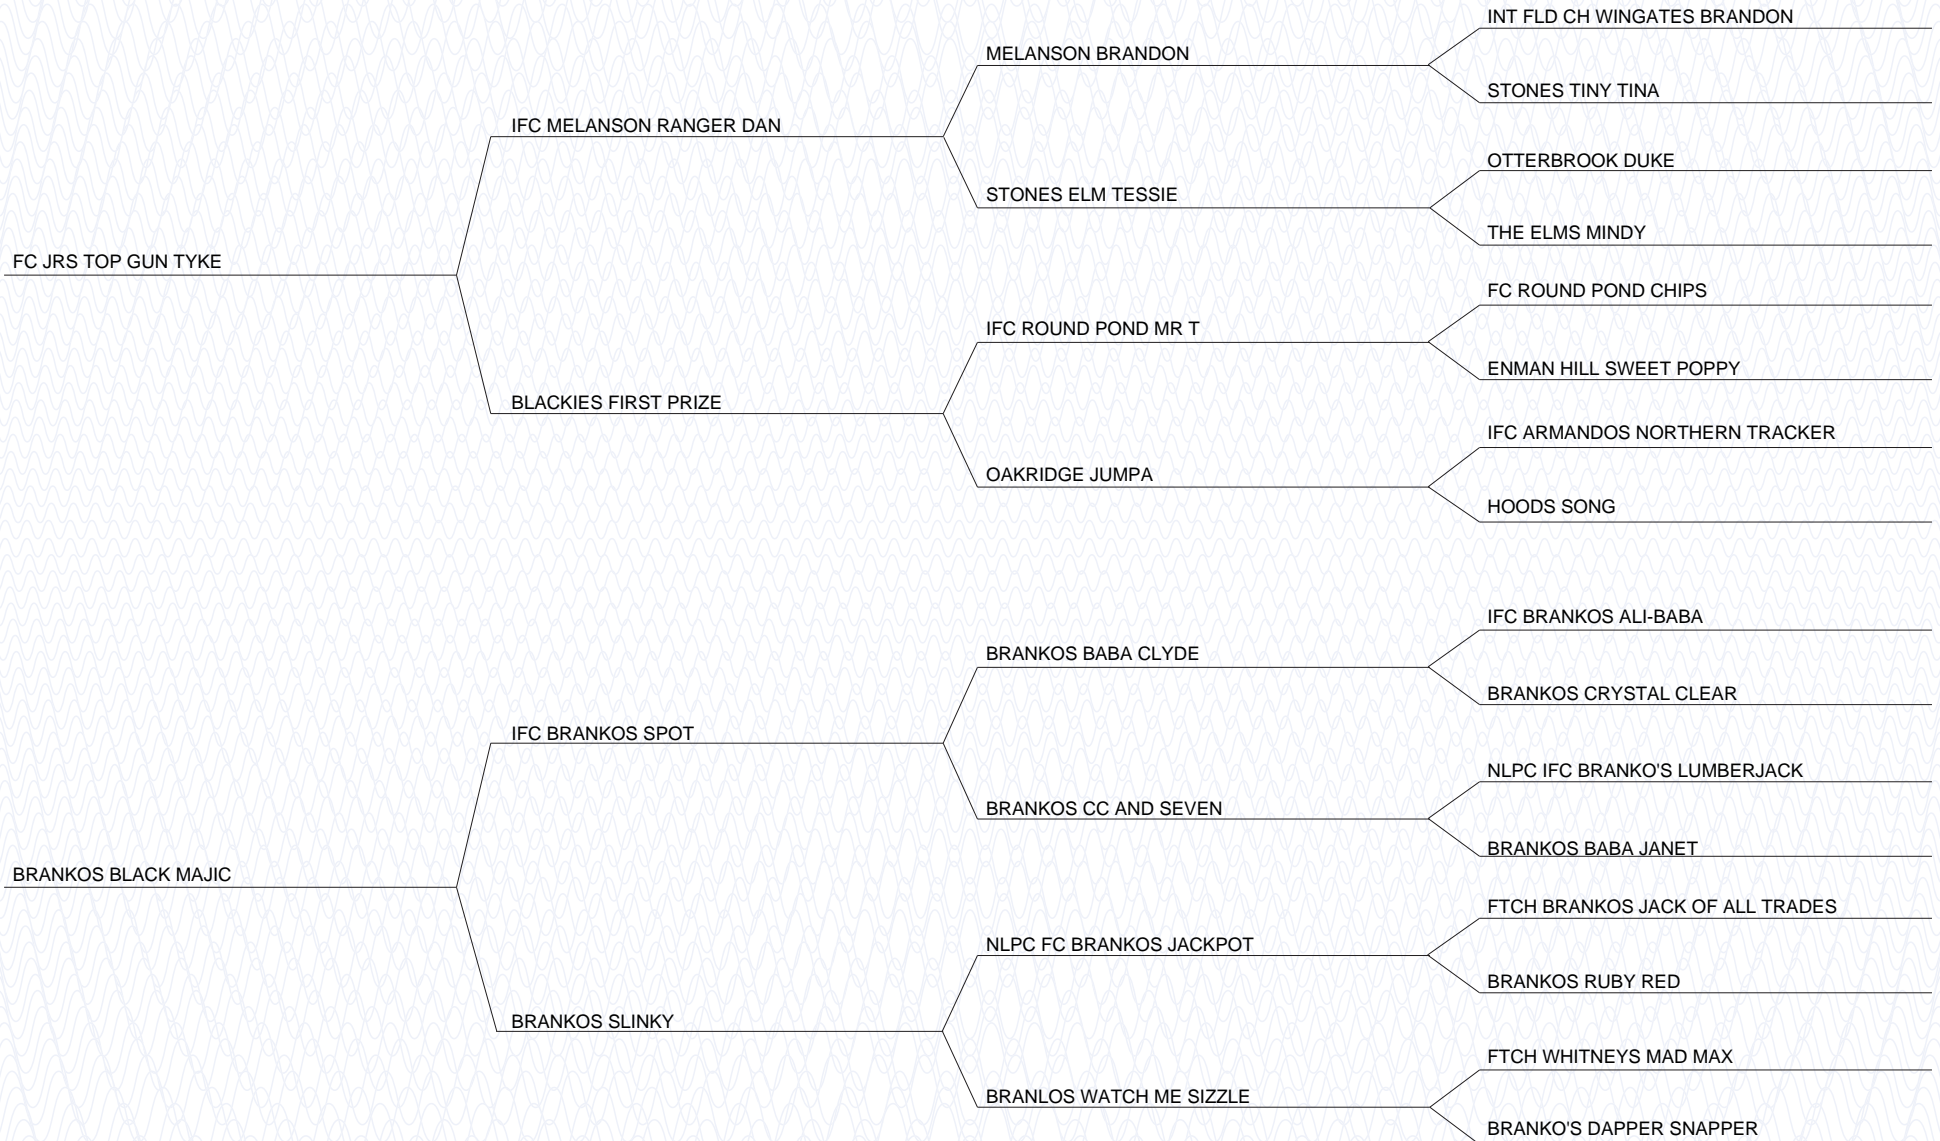 INT FLD CH WINGATES BRANDON
MELANSON BRANDON
STONES TINY TINA
IFC MELANSON RANGER DAN
OTTERBROOK DUKE
STONES ELM TESSIE
THE ELMS MINDY
FC JRS TOP GUN TYKE
FC ROUND POND CHIPS
IFC ROUND POND MR T
ENMAN HILL SWEET POPPY
BLACKIES FIRST PRIZE
IFC ARMANDOS NORTHERN TRACKER
OAKRIDGE JUMPA
HOODS SONG
IFC BRANKOS ALI-BABA
BRANKOS BABA CLYDE
BRANKOS CRYSTAL CLEAR
IFC BRANKOS SPOT
NLPC IFC BRANKO'S LUMBERJACK
BRANKOS CC AND SEVEN
BRANKOS BABA JANET
BRANKOS BLACK MAJIC
FTCH BRANKOS JACK OF ALL TRADES
NLPC FC BRANKOS JACKPOT
BRANKOS RUBY RED
BRANKOS SLINKY
FTCH WHITNEYS MAD MAX
BRANLOS WATCH ME SIZZLE
BRANKO'S DAPPER SNAPPER